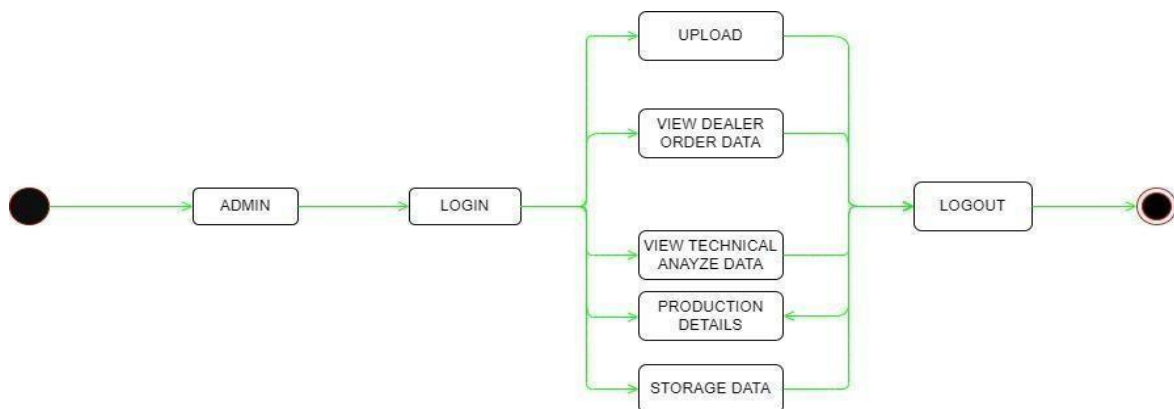 UPLOAD
VIEW DEALER
ORDER DATA
ADMIN
LOGIN
LOGOUT
VIEW TECHNICAL
ANAYZE DATA
PRODUCTION
DETAILS
STORAGE DATA